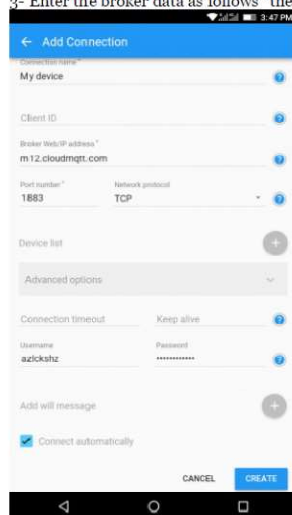 3- Enter the broker data as follows the
3:47 PM
Add Connection
Connection name*
My device
Client ID
Broker Web/IP address*
m12.cloudmqtt.com
Port number* Network protocol
1883 TCP
Device list
Advanced options
Connection timeout Keep alive
Username Password
azickshz ············
Add will message
Connect automatically
CANCEL CREATE